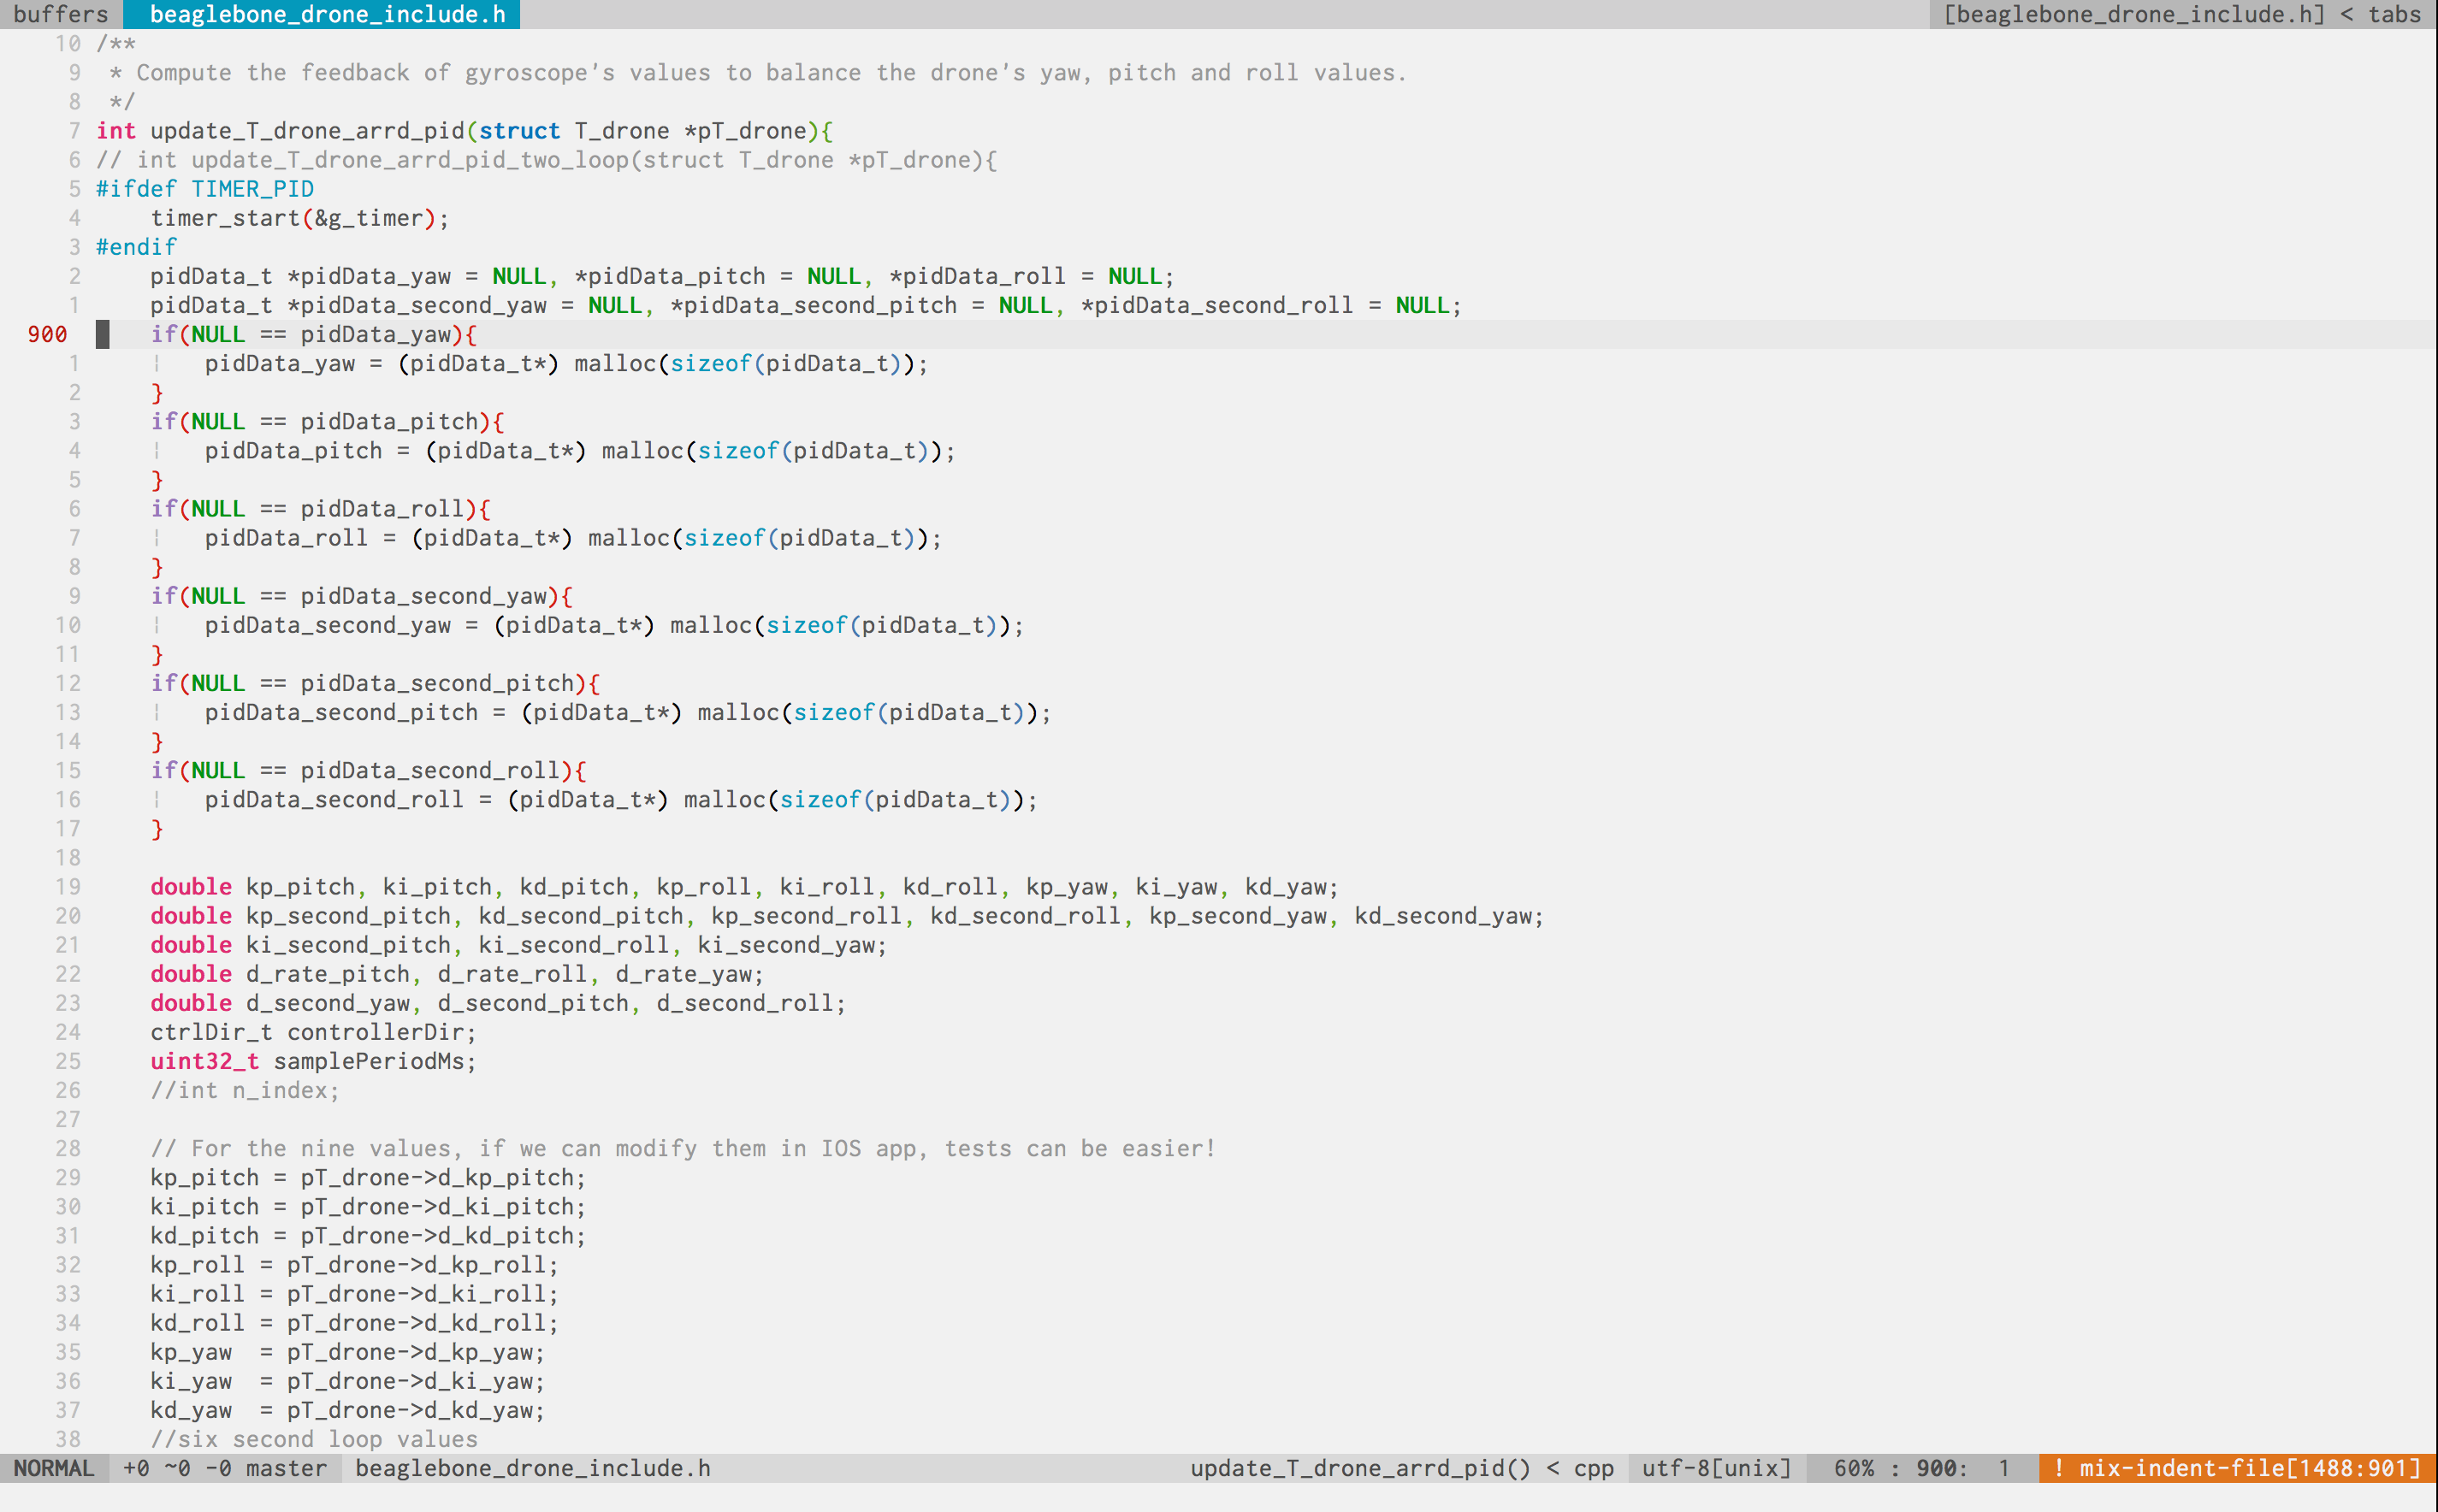 buffers beaglebone_drone_include.h [beaglebone_drone_include.h] < tabs
10 /**
9  * Compute the feedback of gyroscope's values to balance the drone's yaw, pitch and roll values.
8  */
7 int update_T_drone_arrd_pid(struct T_drone *pT_drone){
6 // int update_T_drone_arrd_pid_two_loop(struct T_drone *pT_drone){
5 #ifdef TIMER_PID
4     timer_start(&g_timer);
3 #endif
2     pidData_t *pidData_yaw = NULL, *pidData_pitch = NULL, *pidData_roll = NULL;
1     pidData_t *pidData_second_yaw = NULL, *pidData_second_pitch = NULL, *pidData_second_roll = NULL;
900     if(NULL == pidData_yaw){
1     ¦   pidData_yaw = (pidData_t*) malloc(sizeof(pidData_t));
2     }
3     if(NULL == pidData_pitch){
4     ¦   pidData_pitch = (pidData_t*) malloc(sizeof(pidData_t));
5     }
6     if(NULL == pidData_roll){
7     ¦   pidData_roll = (pidData_t*) malloc(sizeof(pidData_t));
8     }
9     if(NULL == pidData_second_yaw){
10     ¦   pidData_second_yaw = (pidData_t*) malloc(sizeof(pidData_t));
11     }
12     if(NULL == pidData_second_pitch){
13     ¦   pidData_second_pitch = (pidData_t*) malloc(sizeof(pidData_t));
14     }
15     if(NULL == pidData_second_roll){
16     ¦   pidData_second_roll = (pidData_t*) malloc(sizeof(pidData_t));
17     }
18
19     double kp_pitch, ki_pitch, kd_pitch, kp_roll, ki_roll, kd_roll, kp_yaw, ki_yaw, kd_yaw;
20     double kp_second_pitch, kd_second_pitch, kp_second_roll, kd_second_roll, kp_second_yaw, kd_second_yaw;
21     double ki_second_pitch, ki_second_roll, ki_second_yaw;
22     double d_rate_pitch, d_rate_roll, d_rate_yaw;
23     double d_second_yaw, d_second_pitch, d_second_roll;
24     ctrlDir_t controllerDir;
25     uint32_t samplePeriodMs;
26     //int n_index;
27
28     // For the nine values, if we can modify them in IOS app, tests can be easier!
29     kp_pitch = pT_drone->d_kp_pitch;
30     ki_pitch = pT_drone->d_ki_pitch;
31     kd_pitch = pT_drone->d_kd_pitch;
32     kp_roll = pT_drone->d_kp_roll;
33     ki_roll = pT_drone->d_ki_roll;
34     kd_roll = pT_drone->d_kd_roll;
35     kp_yaw  = pT_drone->d_kp_yaw;
36     ki_yaw  = pT_drone->d_ki_yaw;
37     kd_yaw  = pT_drone->d_kd_yaw;
38     //six second loop values
NORMAL +0 ~0 -0 master beaglebone_drone_include.h update_T_drone_arrd_pid() < cpp utf-8[unix] 60% : 900: 1 ! mix-indent-file[1488:901]